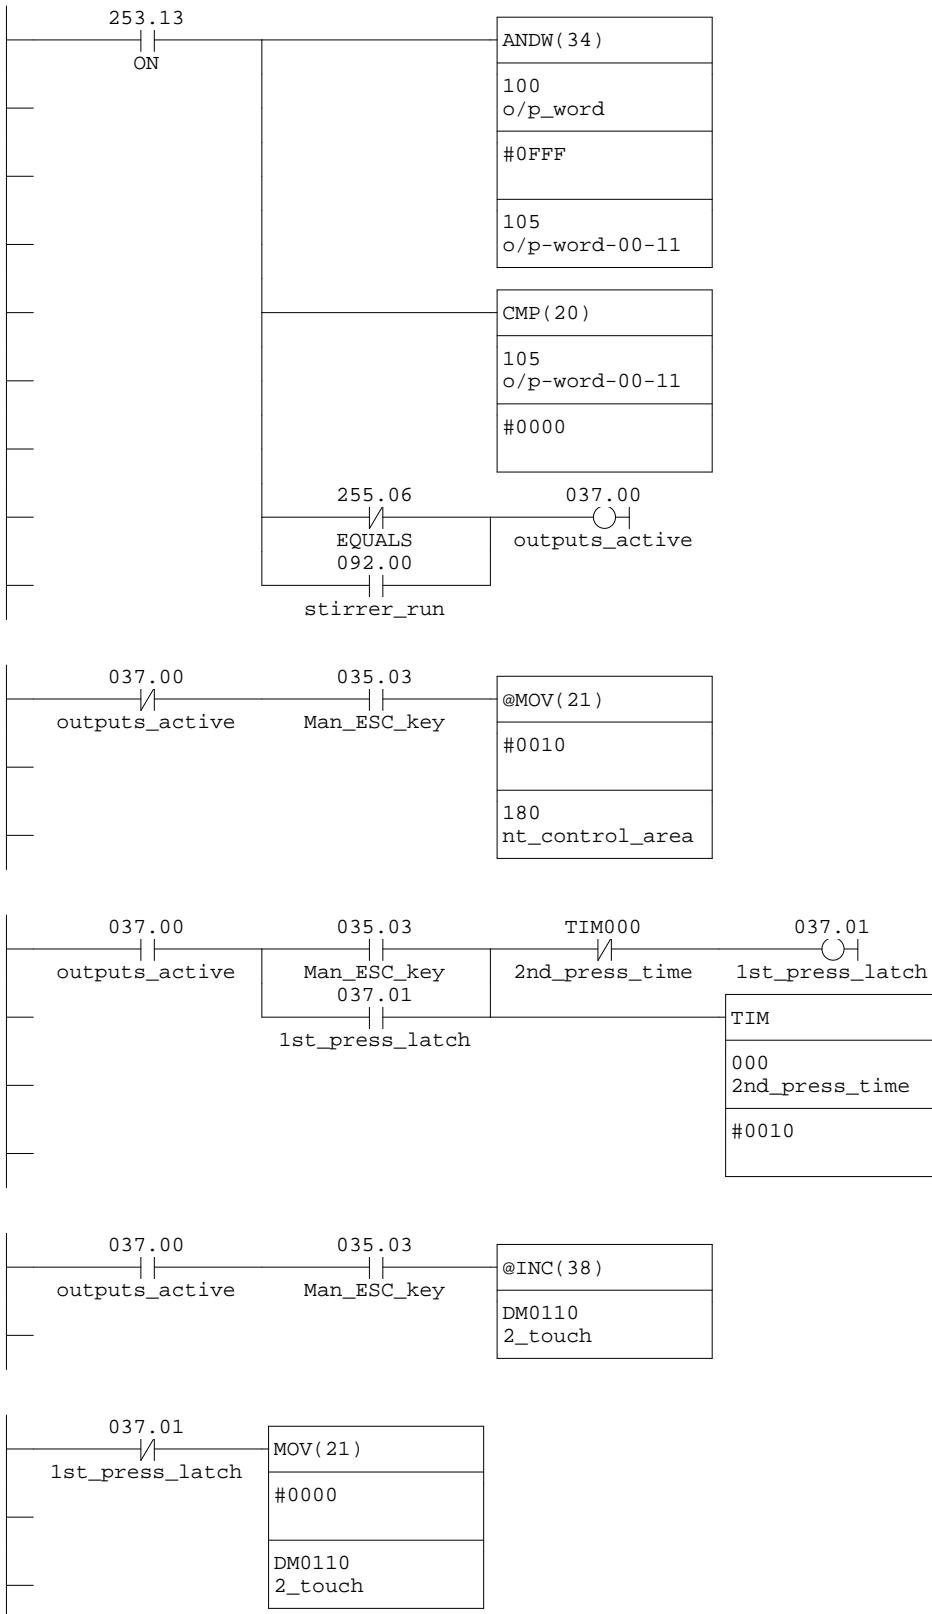 253.13
ON
ANDW(34)
100
o/p_word
#0FFF
105
o/p-word-00-11
CMP(20)
105
o/p-word-00-11
#0000
255.06 037.00
EQUALS outputs_active
092.00
stirrer_run
037.00 035.03
outputs_active Man_ESC_key
@MOV(21)
#0010
180
nt_control_area
037.00 035.03 TIM000 037.01
outputs_active Man_ESC_key 2nd_press_time 1st_press_latch
037.01
1st_press_latch
TIM
000
2nd_press_time
#0010
037.00 035.03
outputs_active Man_ESC_key
@INC(38)
DM0110
2_touch
037.01
1st_press_latch
MOV(21)
#0000
DM0110
2_touch